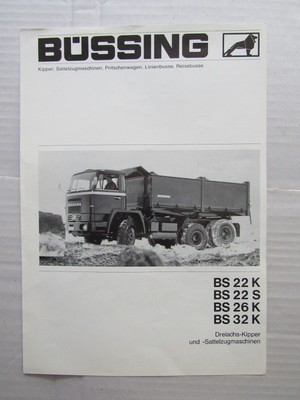 BÜSSING
Kipper, Sattelzugmaschinen, Pritschenwagen, Linienbusse, Reisebusse
BS 22 K
BS 22 S
BS 26 K
BS 32 K
Dreiachs-Kipper
und -Sattelzugmaschinen